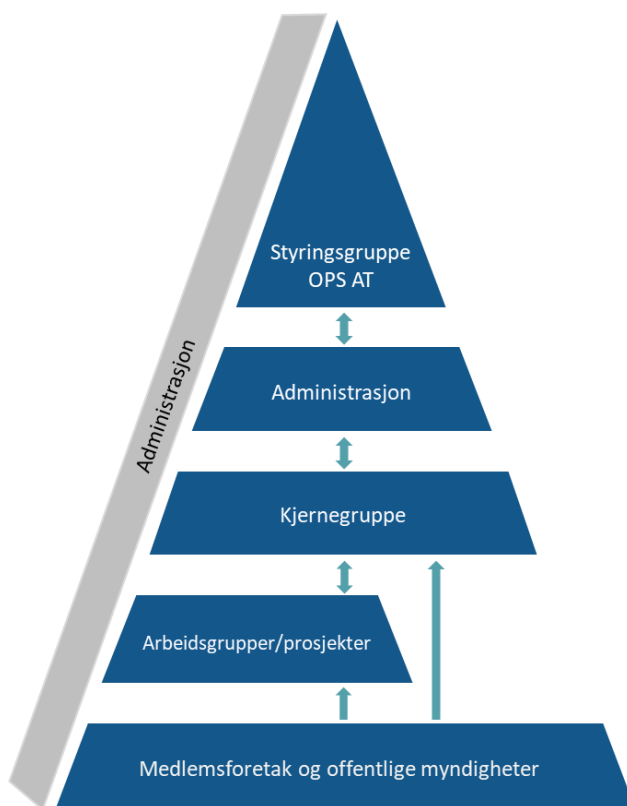 Styringsgruppe
OPS AT
Administrasjon
Administrasjon
Kjernegruppe
Arbeidsgrupper/prosjekter
Medlemsforetak og offentlige myndigheter